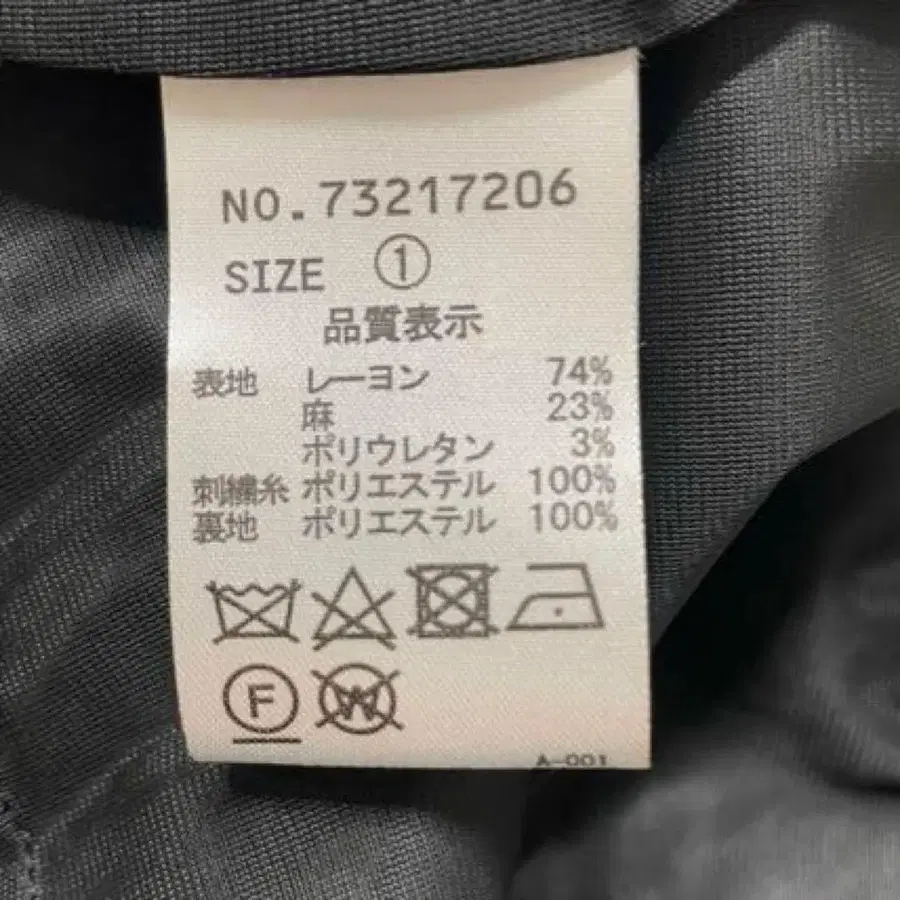 NO.73217206
SIZE ①
品質表示
表地 レーヨン 74%
麻 23%
ポリウレタン 3%
刺繍糸 ポリエステル 100%
裏地 ポリエステル 100%
F W
A-001